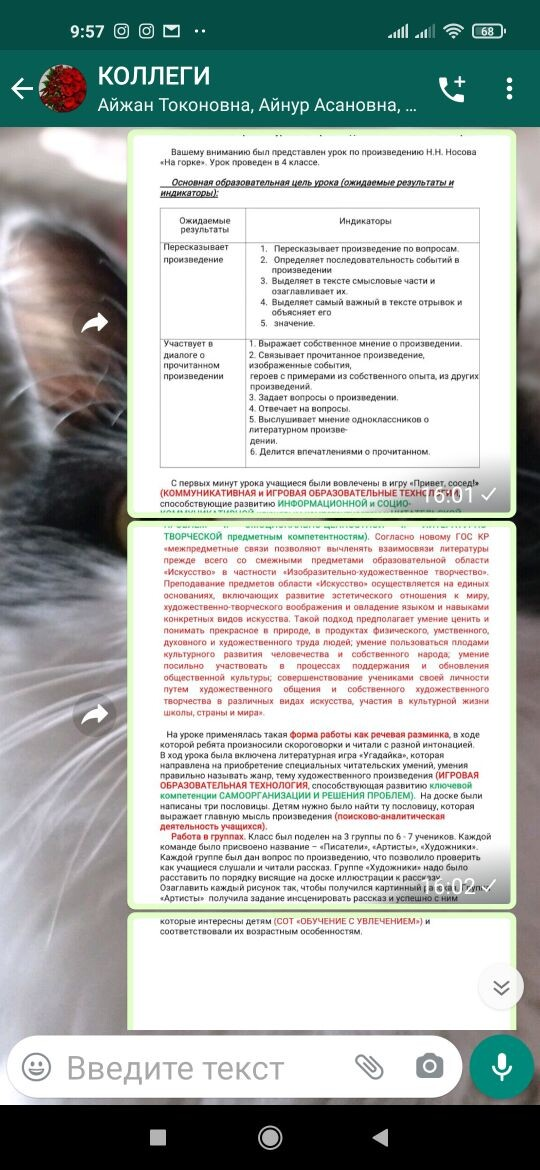 9:57
68
КОЛЛЕГИ
Айжан Токоновна, Айнур Асановна, ...
Вашему вниманию был представлен урок по произведению Н.Н. Носова
«На горке». Урок проведен в 4 классе.
Основная образовательная цель урока (ожидаемые результаты и
индикаторы):
Ожидаемые
результаты
Индикаторы
Пересказывает
произведение
1. Пересказывает произведение по вопросам.
2. Определяет последовательность событий в
произведении
3. Выделяет в тексте смысловые части и
озаглавливает их.
4. Выделяет самый важный в тексте отрывок и
объясняет его
5. значение.
Участвует в
диалоге о
прочитанном
произведении
1. Выражает собственное мнение о произведении.
2. Связывает прочитанное произведение,
изображенные события,
героев с примерами из собственного опыта, из других
произведений.
3. Задает вопросы о произведении.
4. Отвечает на вопросы.
5. Выслушивает мнение одноклассников о
литературном произве-
дении.
6. Делится впечатлениями о прочитанном.
С первых минут урока учащиеся были вовлечены в игру «Привет, сосед!»
(КОММУНИКАТИВНАЯ и ИГРОВАЯ ОБРАЗОВАТЕЛЬНЫЕ ТЕХНОЛОГИИ,
способствующие развитию ИНФОРМАЦИОННОЙ и СОЦИО-
16:01
ТВОРЧЕСКОЙ предметным компетентностям). Согласно новому ГОС КР
«межпредметные связи позволяют вычленять взаимосвязи литературы
прежде всего со смежными предметами образовательной области
«Искусство» в частности «Изобразительно-художественное творчество».
Преподавание предметов области «Искусство» осуществляется на единых
основаниях, включающих развитие эстетического отношения к миру,
художественно-творческого воображения и овладение языком и навыками
конкретных видов искусства. Такой подход предполагает умение ценить и
понимать прекрасное в природе, в продуктах физического, умственного,
духовного и художественного труда людей; умение пользоваться плодами
культурного развития человечества и собственного народа; умение
посильно участвовать в процессах поддержания и обновления
общественной культуры; совершенствование учениками своей личности
путем художественного общения и собственного художественного
творчества в различных видах искусства, участия в культурной жизни
школы, страны и мира».
На уроке применялась такая форма работы как речевая разминка, в ходе
которой ребята произносили скороговорки и читали с разной интонацией.
В ход урока была включена литературная игра «Угадайка», которая
направлена на приобретение специальных читательских умений, умения
правильно называть жанр, тему художественного произведения (ИГРОВАЯ
ОБРАЗОВАТЕЛЬНАЯ ТЕХНОЛОГИЯ, способствующая развитию ключевой
компетенции САМООРГАНИЗАЦИИ И РЕШЕНИЯ ПРОБЛЕМ). На доске были
написаны три пословицы. Детям нужно было найти ту пословицу, которая
выражает главную мысль произведения (поисково-аналитическая
деятельность учащихся).
Работа в группах. Класс был поделен на 3 группы по 6 - 7 учеников. Каждой
команде было присвоено название – «Писатели», «Артисты», «Художники».
Каждой группе был дан вопрос по произведению, что позволило проверить
как учащиеся слушали и читали рассказ. Группе «Художники» надо было
расставить по порядку висящие на доске иллюстрации к рассказу.
Озаглавить каждый рисунок так, чтобы получился картинный рассказ. Группа
«Артисты» получила задание инсценировать рассказ и успешно с ним
16:02
которые интересны детям (СОТ «ОБУЧЕНИЕ С УВЛЕЧЕНИЕМ») и
соответствовали их возрастным особенностям.
Введите текст